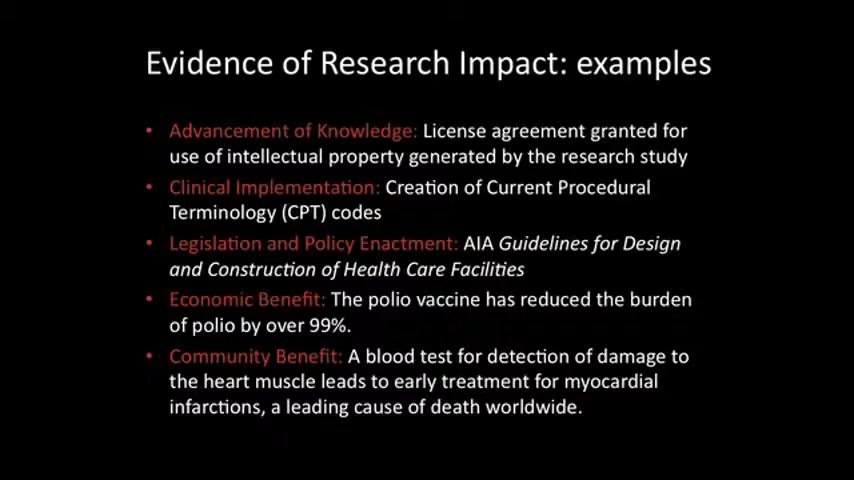 Evidence of Research Impact: examples
• Advancement of Knowledge: License agreement granted for
use of intellectual property generated by the research study
• Clinical Implementation: Creation of Current Procedural
Terminology (CPT) codes
• Legislation and Policy Enactment: AIA Guidelines for Design
and Construction of Health Care Facilities
• Economic Benefit: The polio vaccine has reduced the burden
of polio by over 99%.
• Community Benefit: A blood test for detection of damage to
the heart muscle leads to early treatment for myocardial
infarctions, a leading cause of death worldwide.